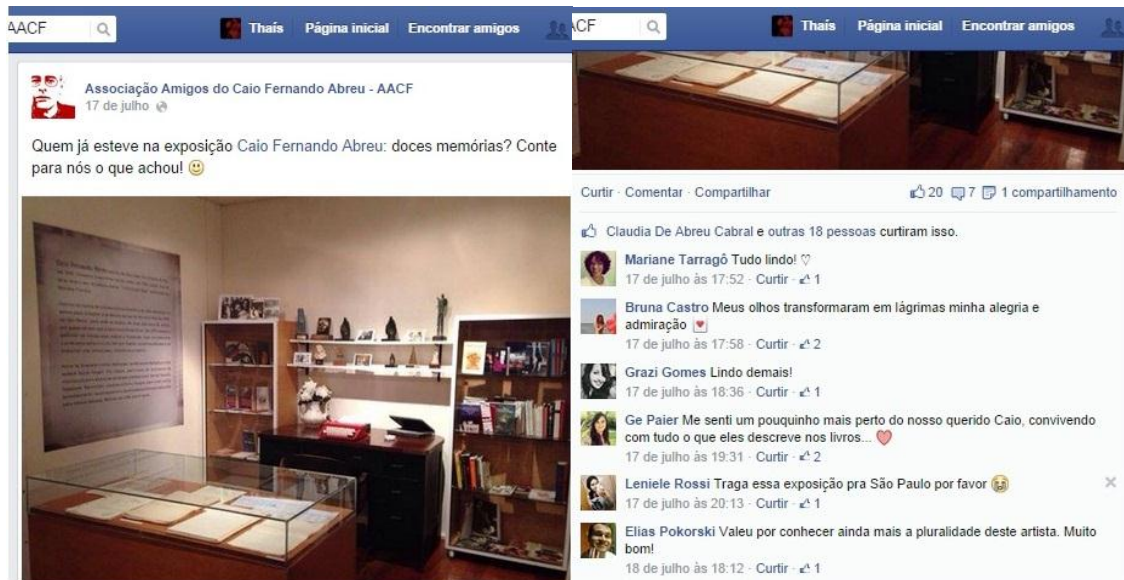 AACF
Thaís Página inicial Encontrar amigos
Associação Amigos do Caio Fernando Abreu - AACF
17 de julho
Quem já esteve na exposição Caio Fernando Abreu: doces memórias? Conte
para nós o que achou!
ACF
Thaís Página inicial Encontrar amigos
Curtir · Comentar · Compartilhar 20 7 1 compartilhamento
Claudia De Abreu Cabral e outras 18 pessoas curtiram isso.
Mariane Tarragô Tudo lindo! ♡
17 de julho às 17:52 · Curtir · 1
Bruna Castro Meus olhos transformaram em lágrimas minha alegria e
admiração
17 de julho às 17:58 · Curtir · 2
Grazi Gomes Lindo demais!
17 de julho às 18:36 · Curtir · 1
Ge Paier Me senti um pouquinho mais perto do nosso querido Caio, convivendo
com tudo o que eles descreve nos livros...
17 de julho às 19:31 · Curtir · 2
Leniele Rossi Traga essa exposição pra São Paulo por favor
17 de julho às 20:13 · Curtir · 1
Elias Pokorski Valeu por conhecer ainda mais a pluralidade deste artista. Muito
bom!
18 de julho às 18:12 · Curtir · 1